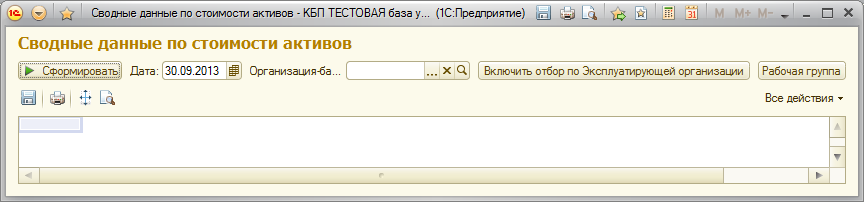 Сводные данные по стоимости активов - КБП ТЕСТОВАЯ база у... (1С:Предприятие) M M+ M-
Сводные данные по стоимости активов
Сформировать Дата: 30.09.2013 Организация-ба... ... Включить отбор по Эксплуатирующей организации Рабочая группа
Все действия